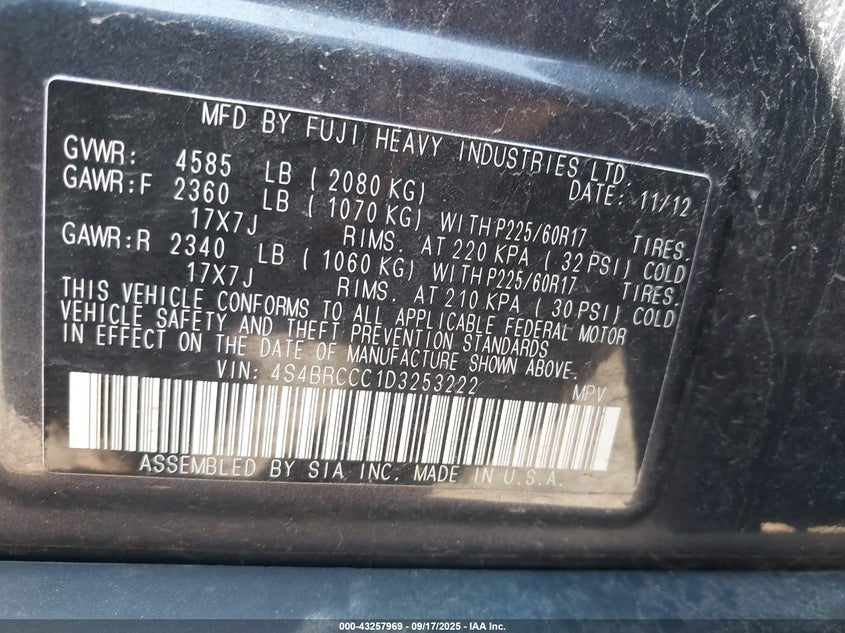 MFD BY FUJI HEAVY INDUSTRIES LTD.
GVWR: 4585 LB ( 2080 KG) DATE: 11/12
GAWR:F 2360 LB ( 1070 KG) WITH P225/60R17 TIRES.
17X7J RIMS. AT 220 KPA ( 32 PSI) COLD
GAWR:R 2340 LB ( 1060 KG) WITH P225/60R17 TIRES.
17X7J RIMS. AT 210 KPA ( 30 PSI) COLD
THIS VEHICLE CONFORMS TO ALL APPLICABLE FEDERAL MOTOR
VEHICLE SAFETY AND THEFT PREVENTION STANDARDS
IN EFFECT ON THE DATE OF MANUFACTURE SHOWN ABOVE.
VIN: 4S4BRCCC1D3253222 MPV
ASSEMBLED BY SIA INC. MADE IN U.S.A.
000-43257969 - 09/17/2025 - IAA Inc.